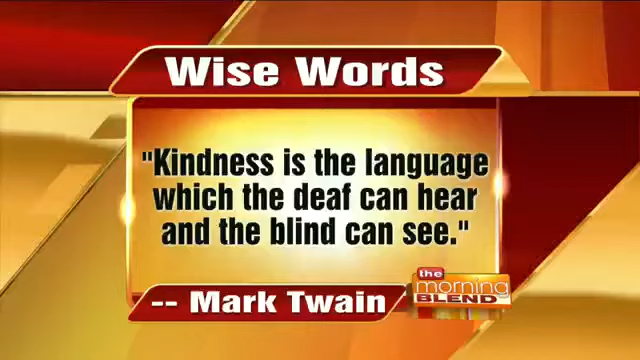 Wise Words
"Kindness is the language
which the deaf can hear
and the blind can see."
-- Mark Twain
the
morning
BLEND